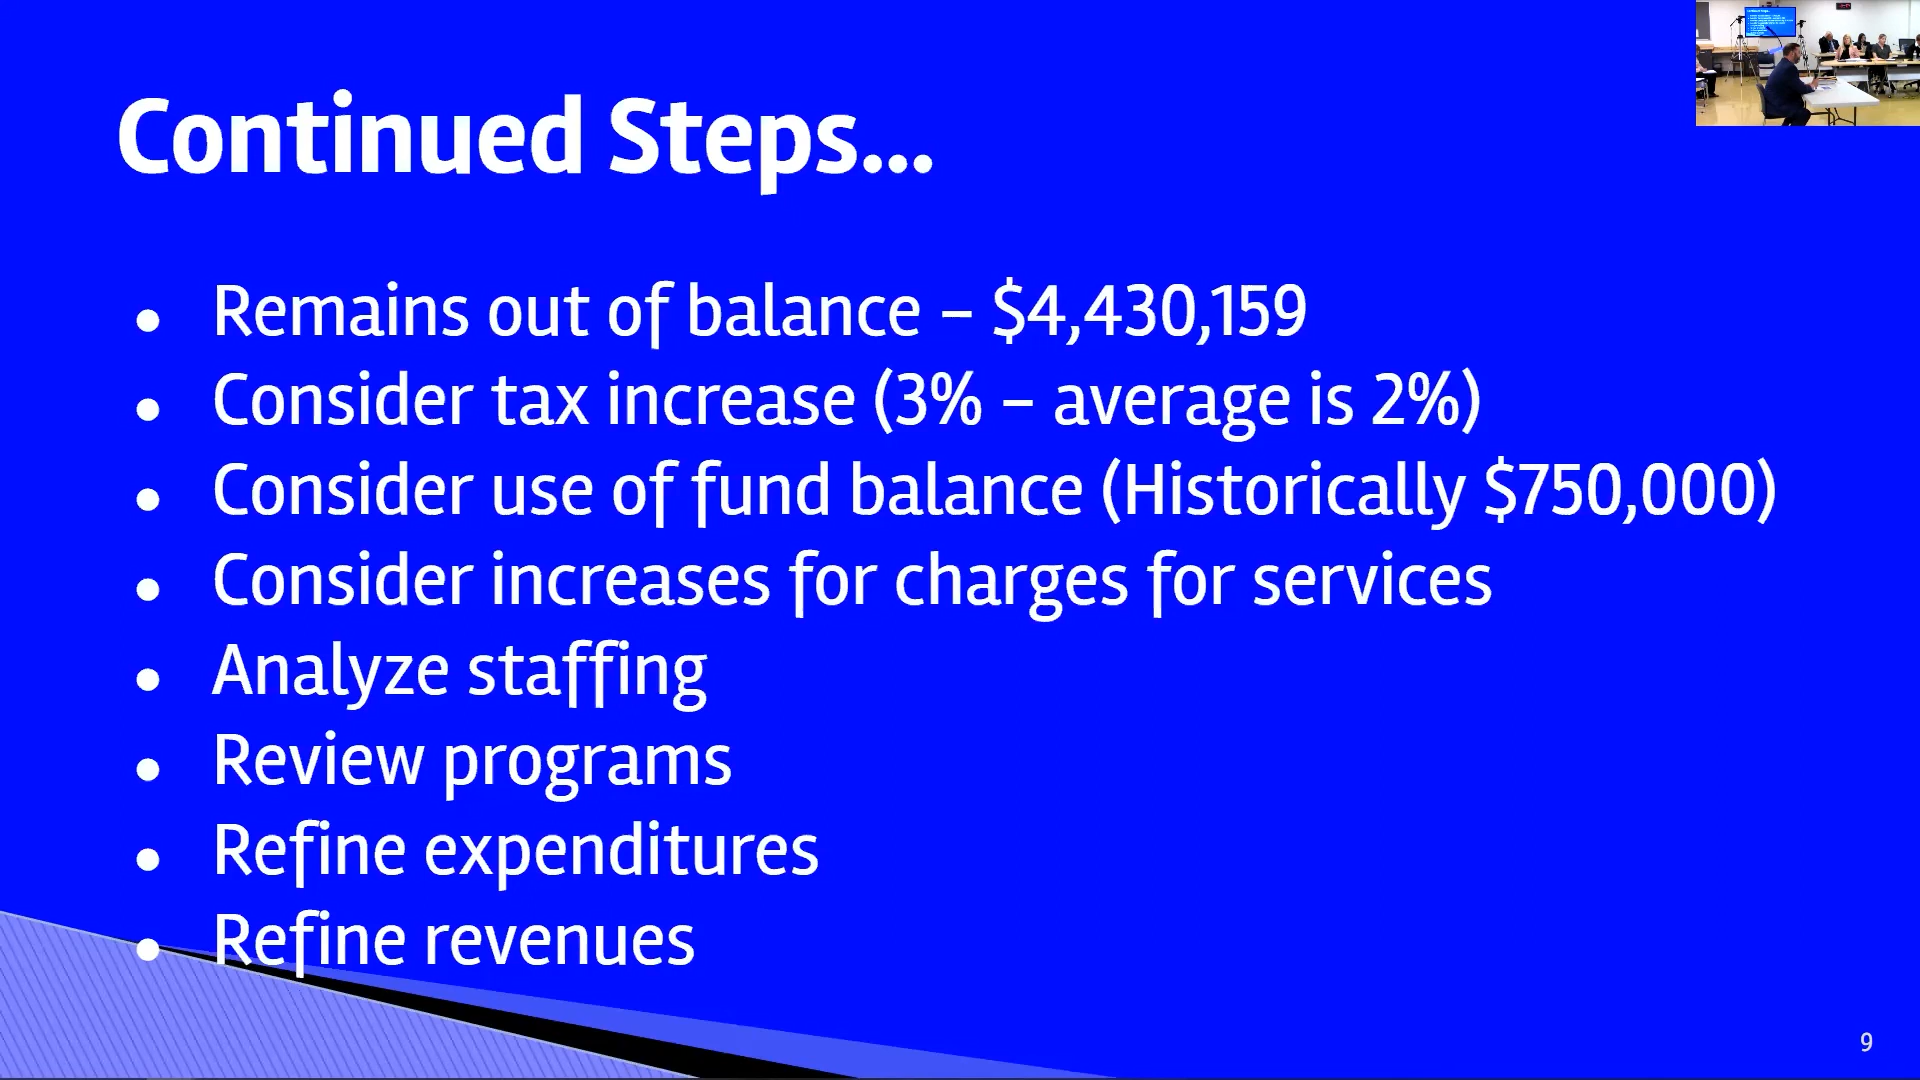 Continued Steps...
● Remains out of balance – $4,430,159
● Consider tax increase (3% – average is 2%)
● Consider use of fund balance (Historically $750,000)
● Consider increases for charges for services
● Analyze staffing
● Review programs
● Refine expenditures
● Refine revenues
9